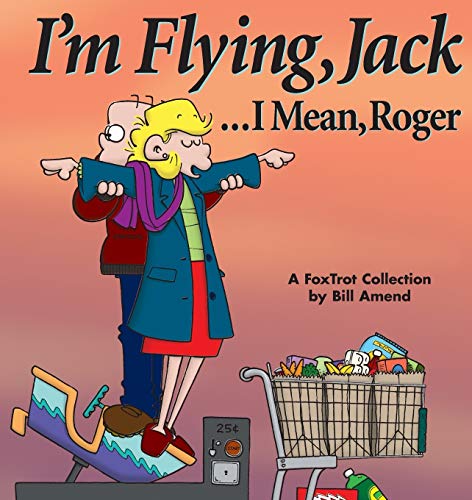 I'm Flying, Jack
...I Mean, Roger
A FoxTrot Collection
by Bill Amend
25¢